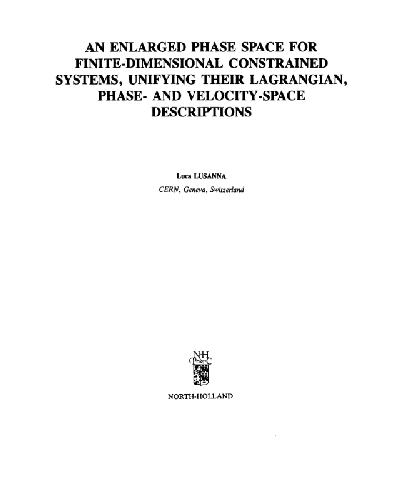 AN ENLARGED PHASE SPACE FOR
FINITE-DIMENSIONAL CONSTRAINED
SYSTEMS, UNIFYING THEIR LAGRANGIAN,
PHASE- AND VELOCITY-SPACE
DESCRIPTIONS
Luca LUSANNA
CERN, Geneva, Switzerland
NH
NORTH-HOLLAND